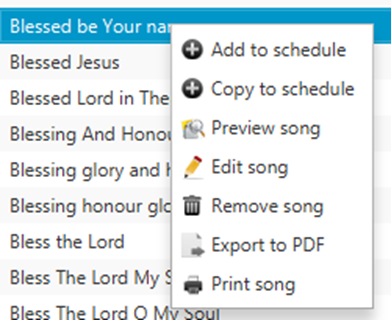 Blessed be Your
Add to schedule
Blessed Jesus
Copy to schedule
Blessed Lord in The
Preview song
Blessing And
Edit song
Blessing glory and
Remove song
Blessing honour
Bless the Lord
Export to PDF
Bless The Lord My
Print song
Bless The Lord O My Soul